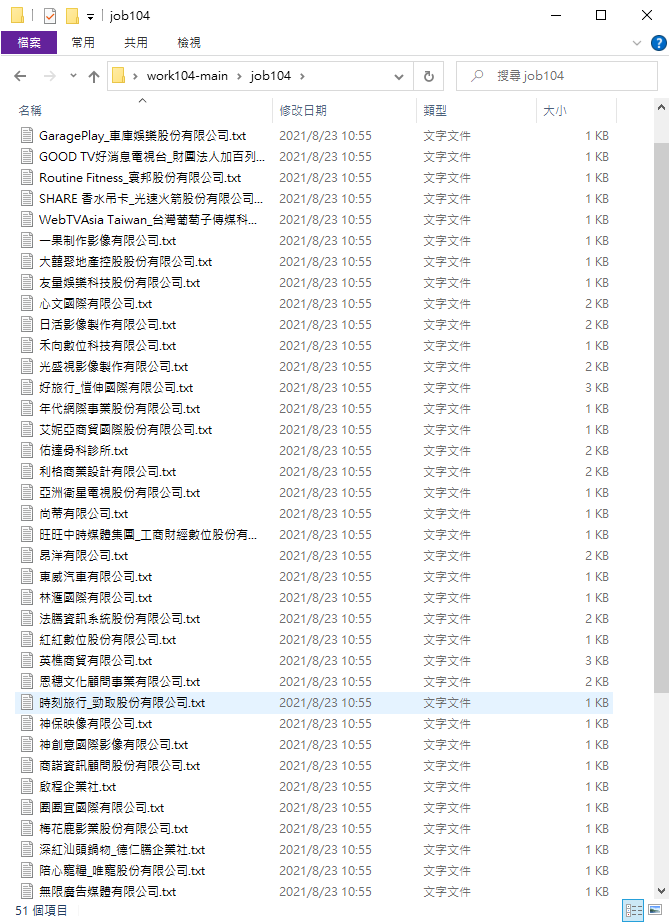 job104
檔案 常用 共用 檢視
work104-main job104 搜尋 job104
名稱 修改日期 類型 大小
GaragePlay_車庫娛樂股份有限公司.txt 2021/8/23 10:55 文字文件 1 KB
GOOD TV好消息電視台_財團法人加百列... 2021/8/23 10:55 文字文件 1 KB
Routine Fitness_寰邦股份有限公司.txt 2021/8/23 10:55 文字文件 1 KB
SHARE 香水吊卡_光速火箭股份有限公司... 2021/8/23 10:55 文字文件 1 KB
WebTVAsia Taiwan_台灣葡萄子傳媒科... 2021/8/23 10:55 文字文件 1 KB
一果制作影像有限公司.txt 2021/8/23 10:55 文字文件 1 KB
大囍聚地產控股股份有限公司.txt 2021/8/23 10:55 文字文件 1 KB
友量娛樂科技股份有限公司.txt 2021/8/23 10:55 文字文件 1 KB
心文國際有限公司.txt 2021/8/23 10:55 文字文件 2 KB
日活影像製作有限公司.txt 2021/8/23 10:55 文字文件 2 KB
禾向數位科技有限公司.txt 2021/8/23 10:55 文字文件 1 KB
光盛視影像製作有限公司.txt 2021/8/23 10:55 文字文件 2 KB
好旅行_愷伸國際有限公司.txt 2021/8/23 10:55 文字文件 3 KB
年代網際事業股份有限公司.txt 2021/8/23 10:55 文字文件 1 KB
艾妮亞商貿國際股份有限公司.txt 2021/8/23 10:55 文字文件 1 KB
佑達骨科診所.txt 2021/8/23 10:55 文字文件 2 KB
利格商業設計有限公司.txt 2021/8/23 10:55 文字文件 2 KB
亞洲衛星電視股份有限公司.txt 2021/8/23 10:55 文字文件 1 KB
尚蒂有限公司.txt 2021/8/23 10:55 文字文件 1 KB
旺旺中時媒體集團_工商財經數位股份有... 2021/8/23 10:55 文字文件 1 KB
昂洋有限公司.txt 2021/8/23 10:55 文字文件 2 KB
東威汽車有限公司.txt 2021/8/23 10:55 文字文件 1 KB
林滙國際有限公司.txt 2021/8/23 10:55 文字文件 1 KB
法騰資訊系統股份有限公司.txt 2021/8/23 10:55 文字文件 2 KB
紅紅數位股份有限公司.txt 2021/8/23 10:55 文字文件 1 KB
英樵商貿有限公司.txt 2021/8/23 10:55 文字文件 3 KB
恩穗文化顧問事業有限公司.txt 2021/8/23 10:55 文字文件 2 KB
時刻旅行_勁取股份有限公司.txt 2021/8/23 10:55 文字文件 1 KB
神保映像有限公司.txt 2021/8/23 10:55 文字文件 1 KB
神創意國際影像有限公司.txt 2021/8/23 10:55 文字文件 1 KB
商諾資訊顧問股份有限公司.txt 2021/8/23 10:55 文字文件 1 KB
啟程企業社.txt 2021/8/23 10:55 文字文件 1 KB
團團宜國際有限公司.txt 2021/8/23 10:55 文字文件 1 KB
梅花鹿影業股份有限公司.txt 2021/8/23 10:55 文字文件 1 KB
深紅汕頭鍋物_德仁騰企業社.txt 2021/8/23 10:55 文字文件 1 KB
陪心寵糧_唯寵股份有限公司.txt 2021/8/23 10:55 文字文件 1 KB
無限廣告媒體有限公司.txt 2021/8/23 10:55 文字文件 1 KB
51 個項目